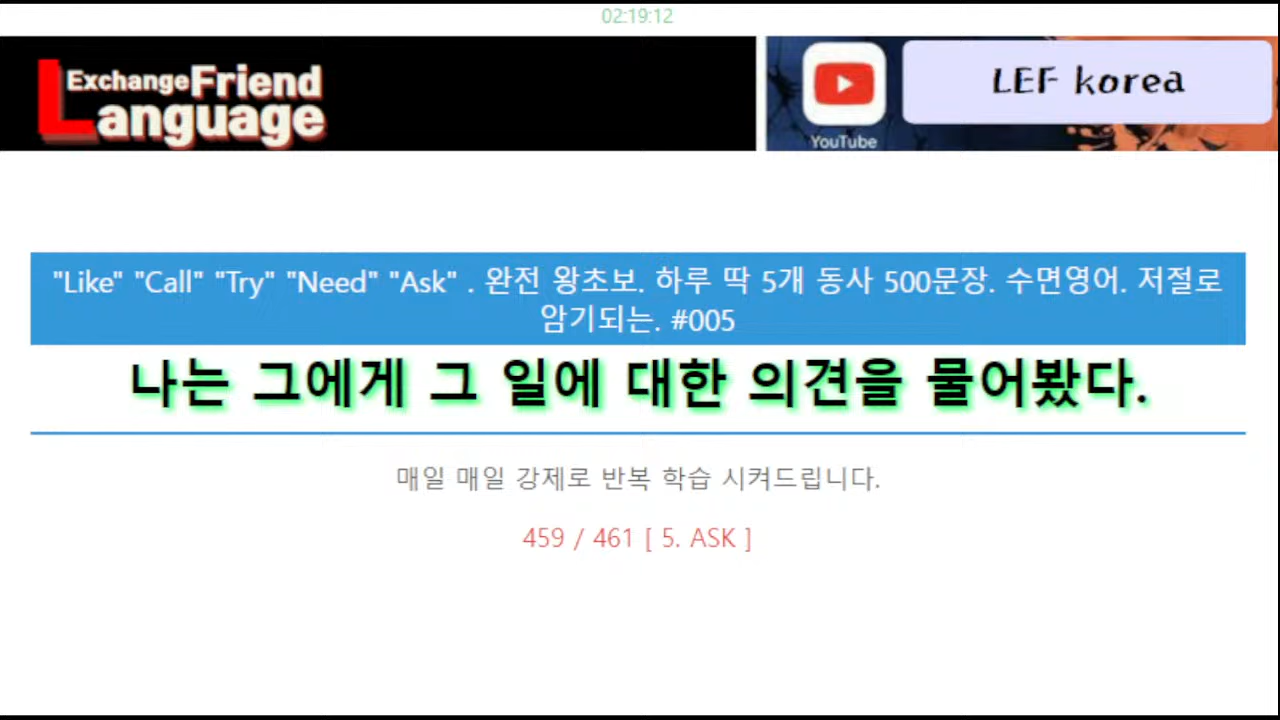 02:19:12
ExchangeFriend
Language
LEF korea
YouTube
"Like" "Call" "Try" "Need" "Ask" . 완전 왕초보. 하루 딱 5개 동사 500문장. 수면영어. 저절로
암기되는. #005
나는 그에게 그 일에 대한 의견을 물어봤다.
매일 매일 강제로 반복 학습 시켜드립니다.
459 / 461 [ 5. ASK ]